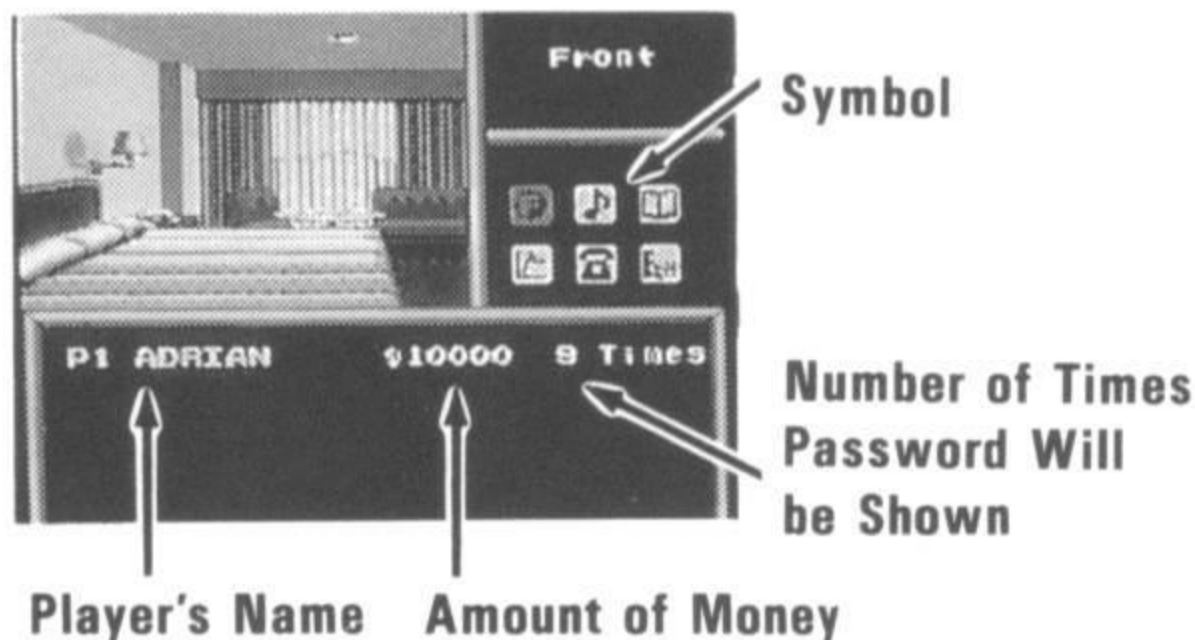 Front
Symbol
P1 ADRIAN $10000 9 Times
Number of Times
Password Will
be Shown
Player's Name Amount of Money